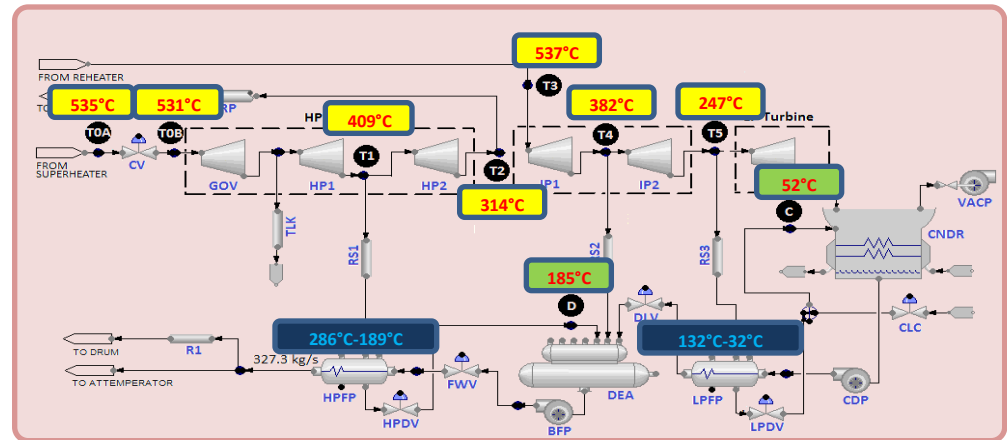 537°C
FROM REHEATER
TO
535°C
531°C
RP
382°C
247°C
T3
HP
409°C
Turbine
T0A
T0B
T4
T5
T1
T2
FROM
SUPERHEATER
CV
GOV
HP1
HP2
IP1
IP2
52°C
314°C
C
VACP
TLK
CNDR
RS1
RS2
RS3
185°C
D
DLV
CLC
286°C-189°C
132°C-32°C
TO DRUM
R1
327.3 kg/s
TO ATTEMPERATOR
HPFP
FWV
DEA
LPFP
CDP
HPDV
BFP
LPDV